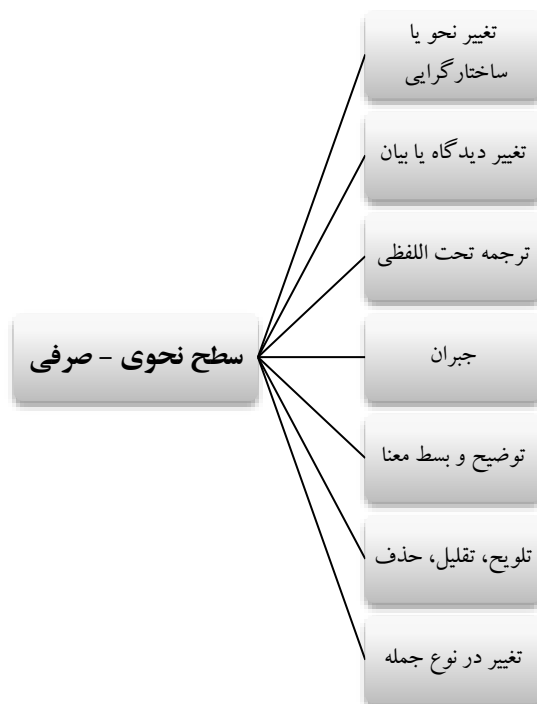 تغییر نحو یا
ساختارگرایی
تغییر دیدگاه یا بیان
ترجمه تحت اللفظی
سطح نحوی - صرفی
جبران
توضیح و بسط معنا
تلویح، تقلیل، حذف
تغییر در نوع جمله